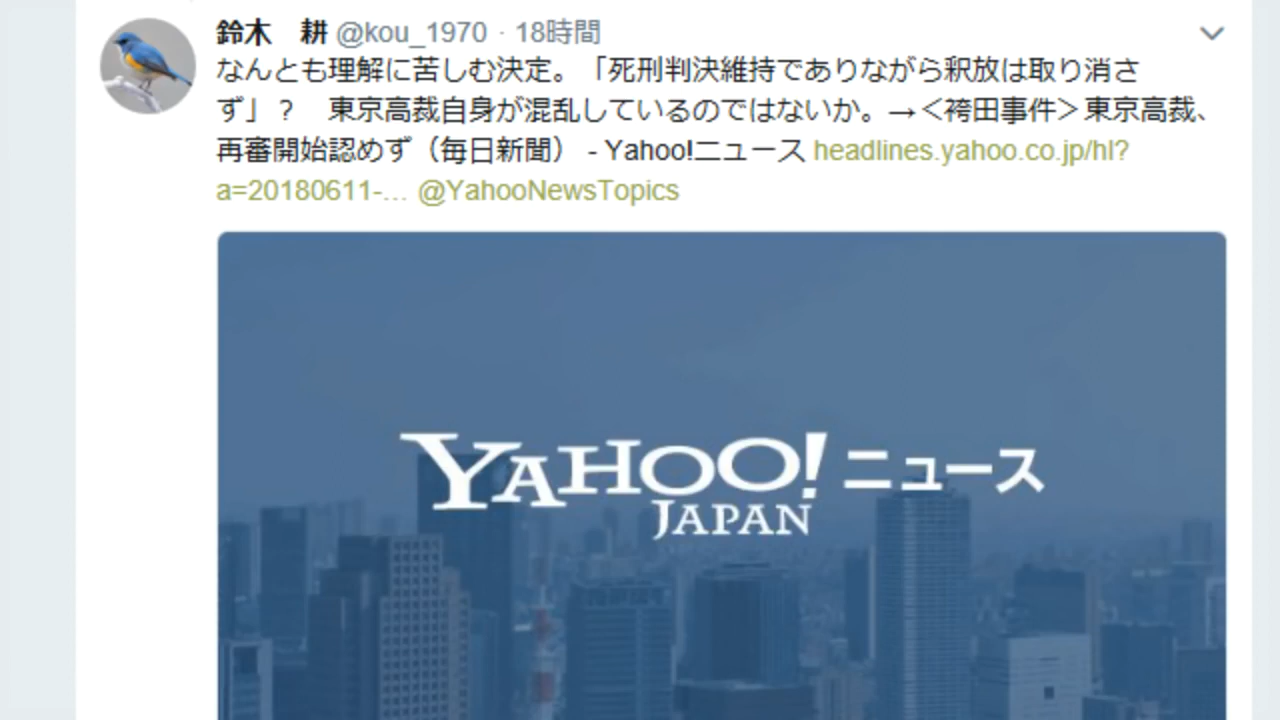 鈴木　耕 @kou_1970 · 18時間
なんとも理解に苦しむ決定。「死刑判決維持でありながら釈放は取り消さ
ず」？　東京高裁自身が混乱しているのではないか。→＜袴田事件＞東京高裁、
再審開始認めず（毎日新聞） - Yahoo!ニュース headlines.yahoo.co.jp/hl?
a=20180611-… @YahooNewsTopics
YAHOO!ニュース
JAPAN